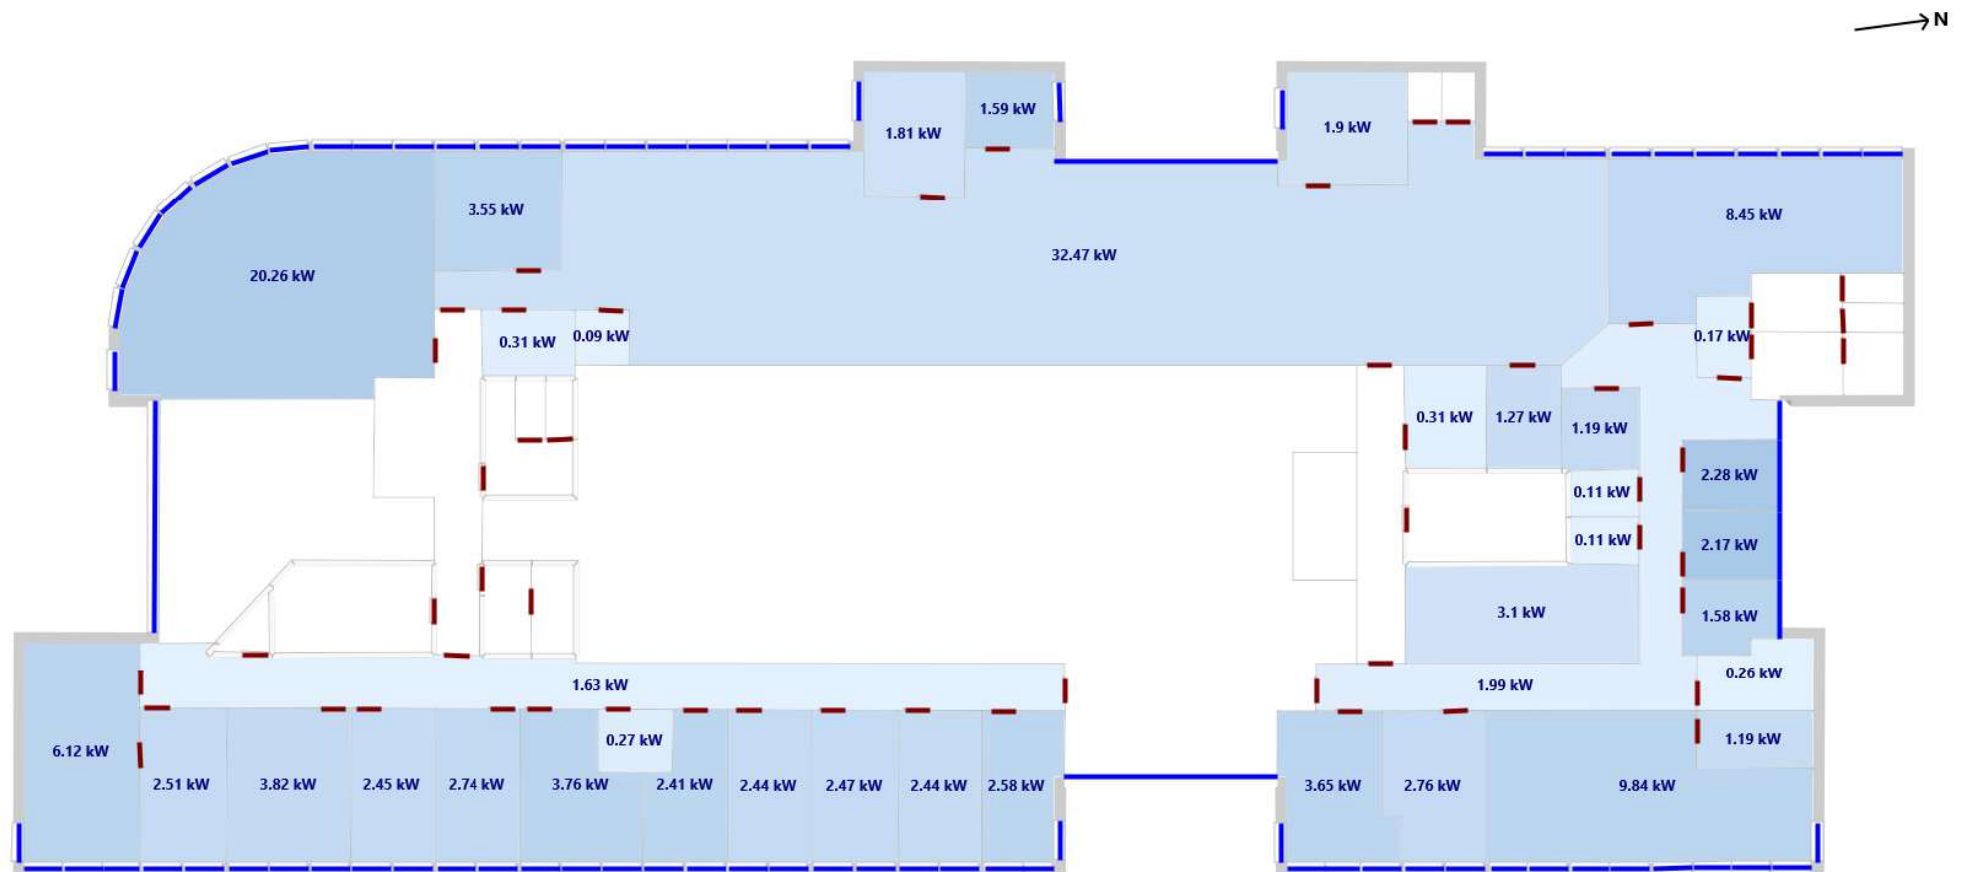 N
1.59 kW
1.81 kW
1.9 kW
3.55 kW
8.45 kW
32.47 kW
20.26 kW
0.31 kW
0.09 kW
0.17 kW
0.31 kW
1.27 kW
1.19 kW
2.28 kW
0.11 kW
0.11 kW
2.17 kW
3.1 kW
1.58 kW
1.63 kW
1.99 kW
0.26 kW
6.12 kW
0.27 kW
1.19 kW
2.51 kW
3.82 kW
2.45 kW
2.74 kW
3.76 kW
2.41 kW
2.44 kW
2.47 kW
2.44 kW
2.58 kW
3.65 kW
2.76 kW
9.84 kW